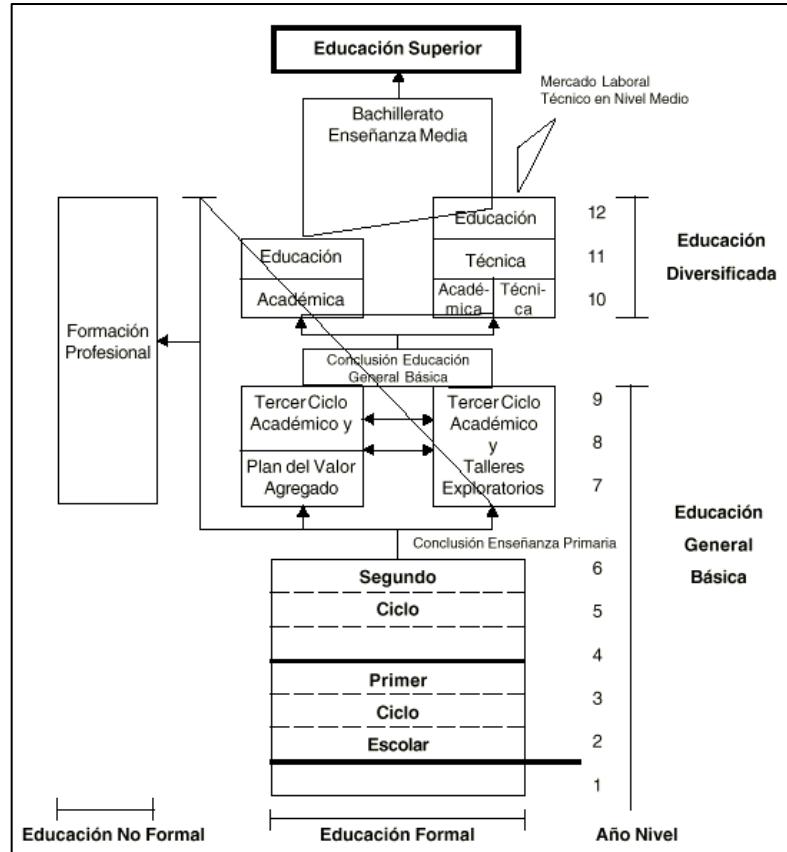 Educación Superior
Mercado Laboral
Técnico en Nivel Medio
Bachillerato
Enseñanza Media
Educación
Técnica
Acadé-
mica
Técni-
ca
Educación
Académica
12
11
10
Educación
Diversificada
Formación
Profesional
Conclusión Educación
General Básica
Tercer Ciclo
Académico y
Plan del Valor
Agregado
Tercer Ciclo
Académico
y
Talleres
Exploratorios
9
8
7
Educación
General
Básica
Conclusión Enseñanza Primaria
Segundo
Ciclo
Primer
Ciclo
Escolar
6
5
4
3
2
1
Educación No Formal
Educación Formal
Año Nivel